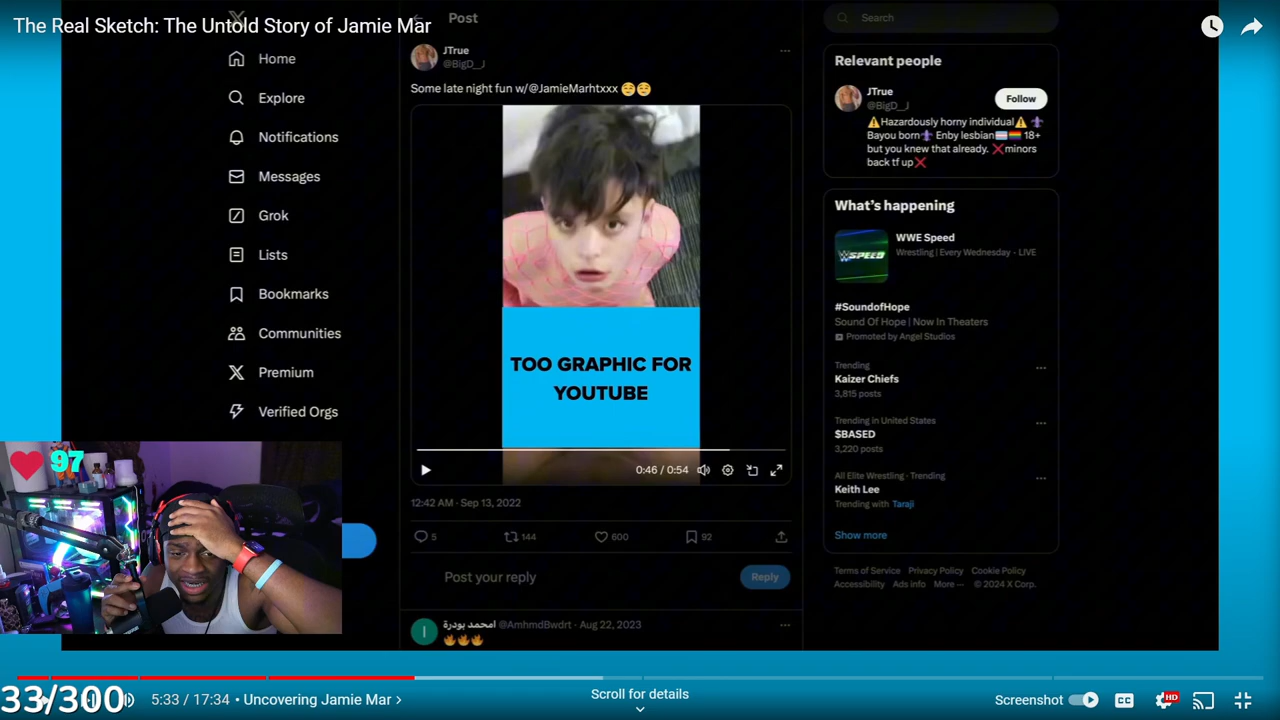 The Real Sketch: The Untold Story of Jamie Mar
Home
Explore
Notifications
Messages
Grok
Lists
Bookmarks
Communities
Premium
Verified Orgs
Post
JTrue
@BigD__J
Some late night fun w/@JamieMarhtxxx ☺️☺️
TOO GRAPHIC FOR
YOUTUBE
0:46 / 0:54
12:42 AM · Sep 13, 2022
5
144
600
92
Post your reply
Reply
امحمد بودرة @AmhmdBwdrt · Aug 22, 2023
🔥🔥🔥
Search
Relevant people
JTrue
@BigD__J
Follow
⚠️Hazardously horny individual⚠️ ⚜️
Bayou born⚜️ Enby lesbian🏳️‍⚧️🏳️‍🌈 18+
but you knew that already. ❌minors
back tf up❌
What's happening
WWE Speed
Wrestling | Every Wednesday - LIVE
SPEED
#SoundofHope
Sound Of Hope | Now In Theaters
Promoted by Angel Studios
Trending
Kaizer Chiefs
3,815 posts
Trending in United States
$BASED
3,220 posts
All Elite Wrestling · Trending
Keith Lee
Trending with Taraji
Show more
Terms of Service Privacy Policy Cookie Policy
Accessibility Ads info More ··· © 2024 X Corp.
97
33/300
5:33 / 17:34 • Uncovering Jamie Mar
Scroll for details
Screenshot
CC
HD